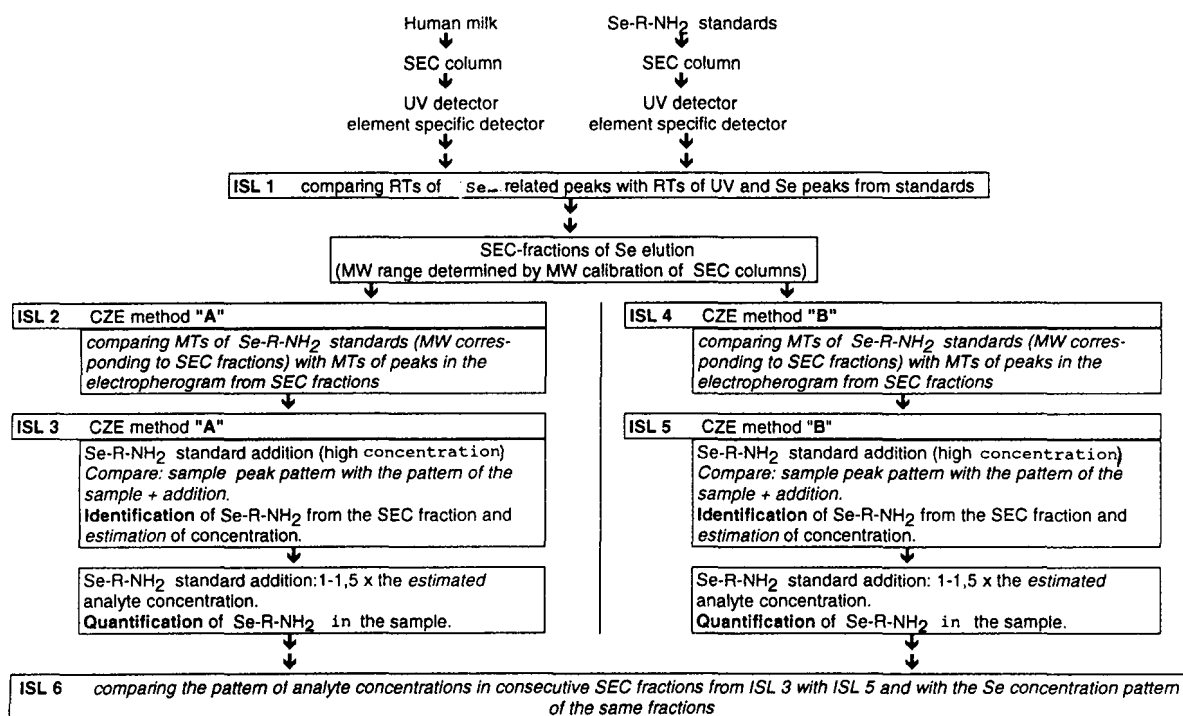 Human milk
Se-R-NH2 standards
SEC column
SEC column
UV detector
element specific detector
UV detector
element specific detector
ISL 1 comparing RTs of Se- related peaks with RTs of UV and Se peaks from standards
SEC-fractions of Se elution
(MW range determined by MW calibration of SEC columns)
ISL 2 CZE method "A"
comparing MTs of Se-R-NH2 standards (MW corres-
ponding to SEC fractions) with MTs of peaks in the
electropherogram from SEC fractions
ISL 3 CZE method "A"
Se-R-NH2 standard addition (high concentration)
Compare: sample peak pattern with the pattern of the
sample + addition.
Identification of Se-R-NH2 from the SEC fraction and
estimation of concentration.
Se-R-NH2 standard addition:1-1,5 x the estimated
analyte concentration.
Quantification of Se-R-NH2 in the sample.
ISL 4 CZE method "B"
comparing MTs of Se-R-NH2 standards (MW corres-
ponding to SEC fractions) with MTs of peaks in the
electropherogram from SEC fractions
ISL 5 CZE method "B"
Se-R-NH2 standard addition (high concentration)
Compare: sample peak pattern with the pattern of the
sample + addition.
Identification of Se-R-NH2 from the SEC fraction and
estimation of concentration.
Se-R-NH2 standard addition: 1-1,5 x the estimated
analyte concentration.
Quantification of Se-R-NH2 in the sample.
ISL 6 comparing the pattern of analyte concentrations in consecutive SEC fractions from ISL 3 with ISL 5 and with the Se concentration pattern
of the same fractions